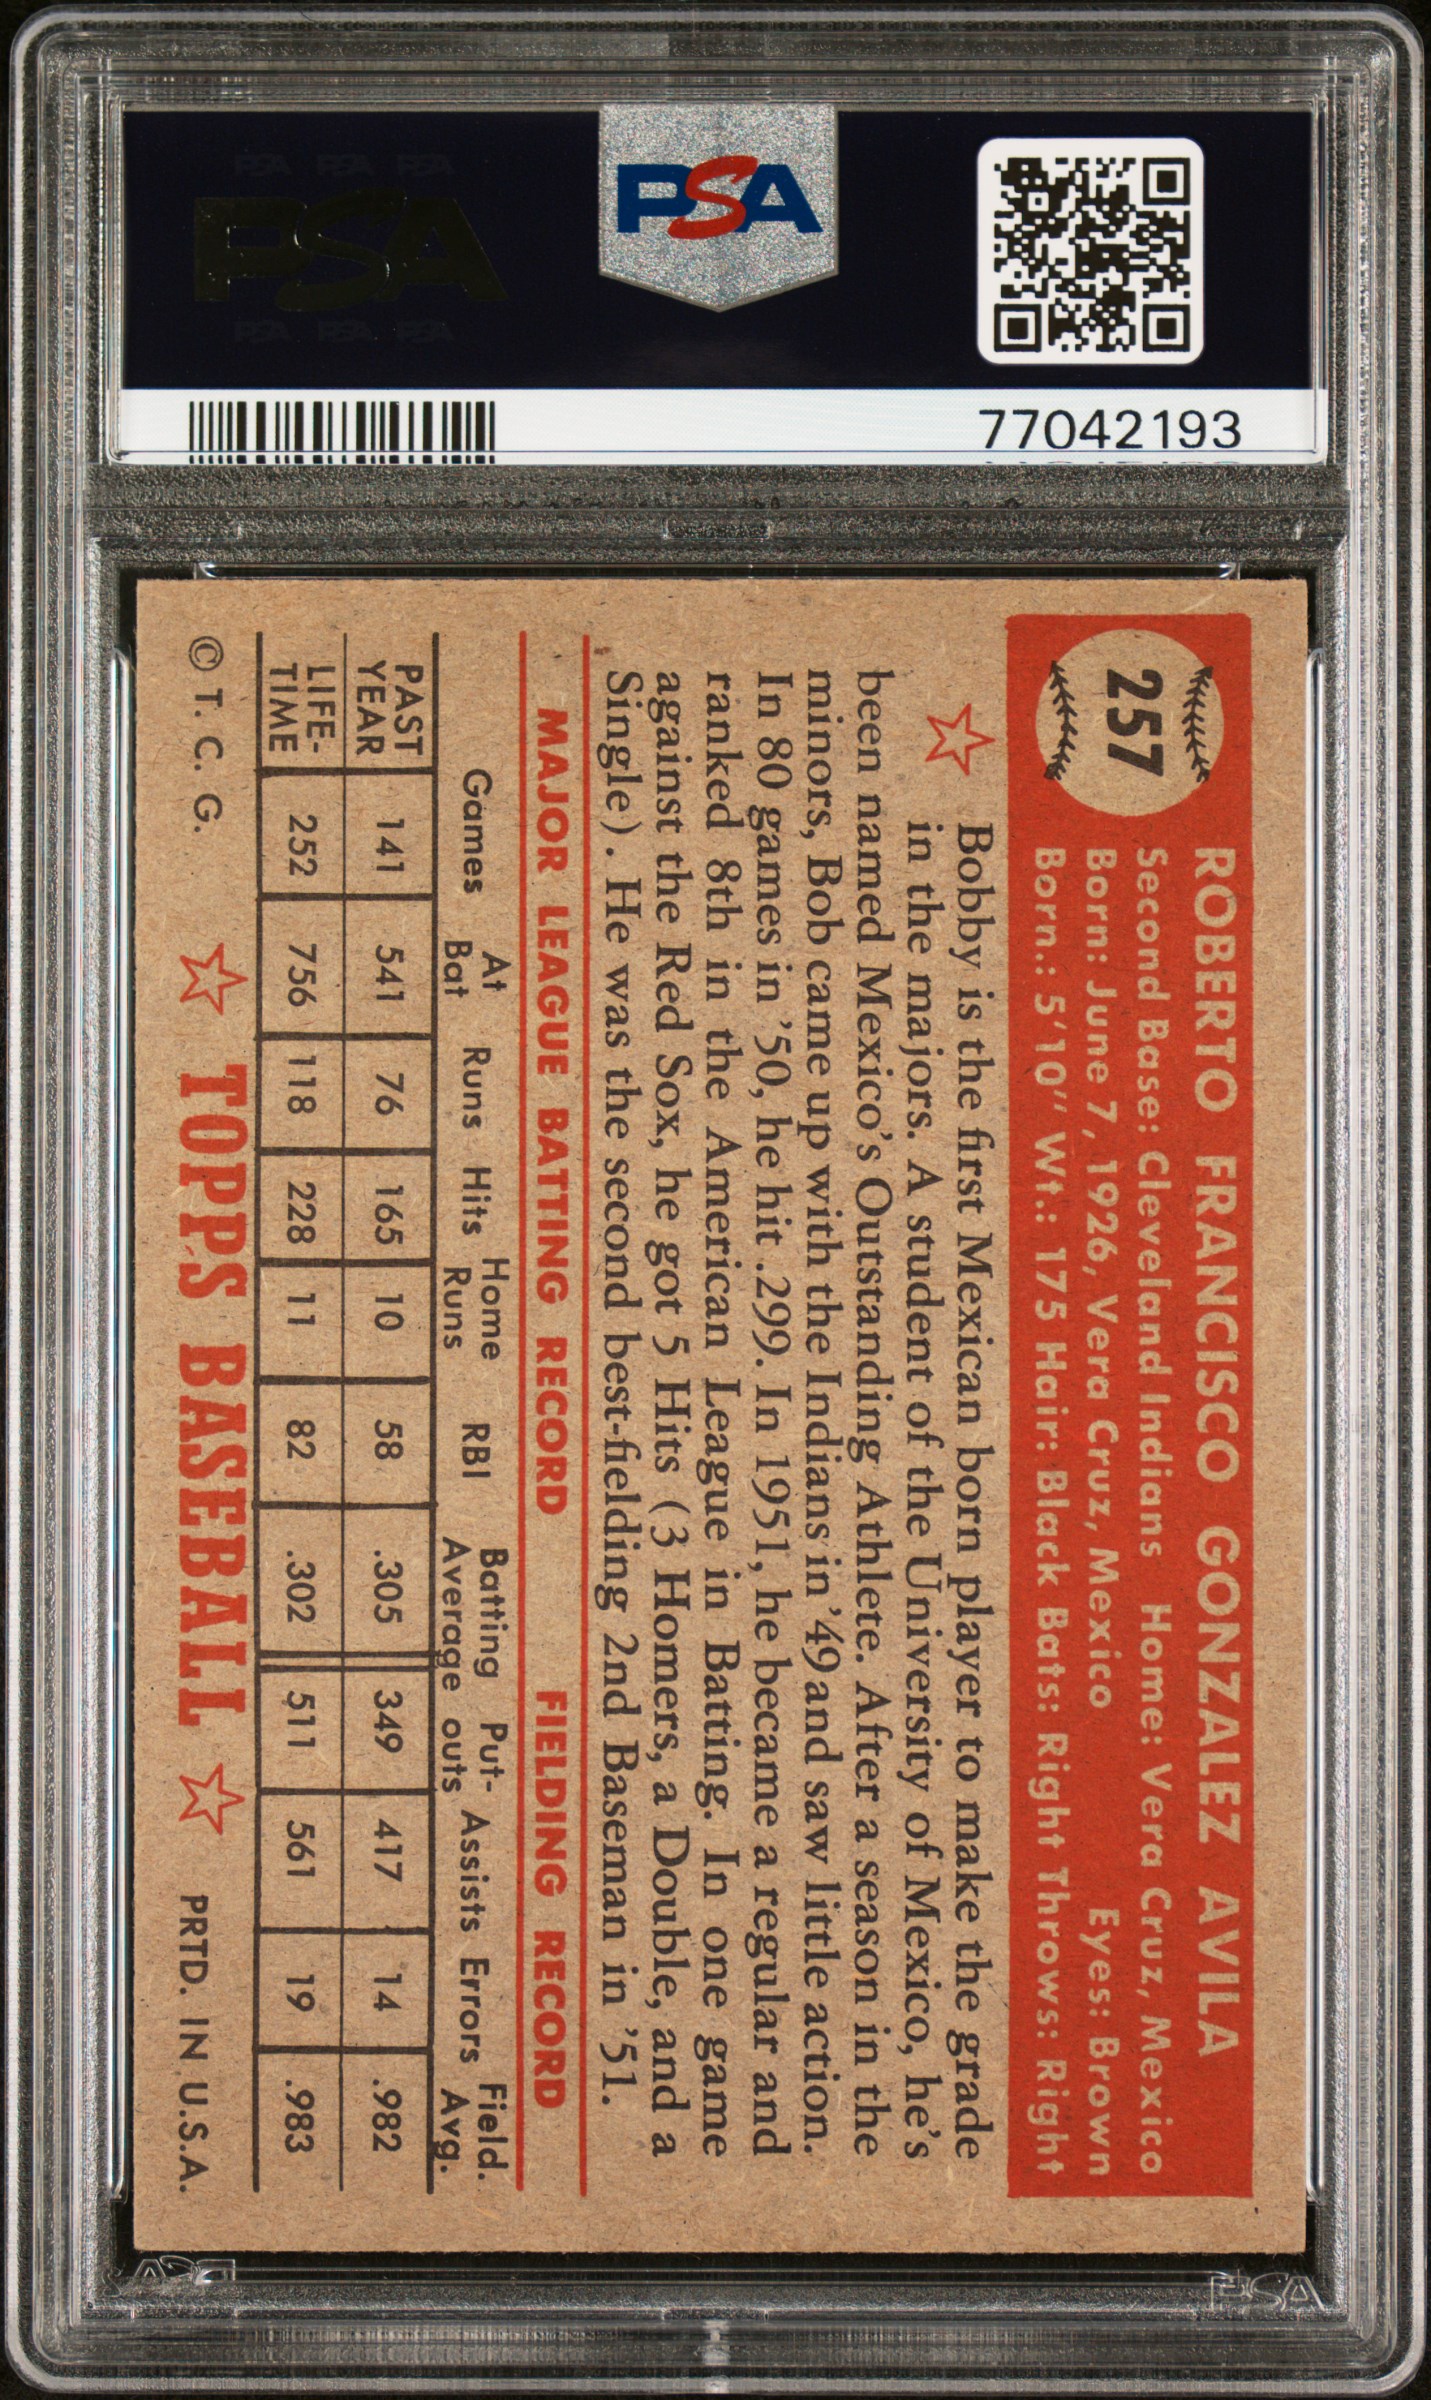 PSA
PSA PSA PSA
PSA
PSA PSA PSA
77042193
257
ROBERTO FRANCISCO GONZALEZ AVILA
Second Base: Cleveland Indians Home: Vera Cruz, Mexico
Born: June 7, 1926, Vera Cruz, Mexico Eyes: Brown
Born.: 5'10" Wt.: 175 Hair: Black Bats: Right Throws: Right
Bobby is the first Mexican born player to make the grade
in the majors. A student of the University of Mexico, he's
been named Mexico's Outstanding Athlete. After a season in the
minors, Bob came up with the Indians in '49 and saw little action.
In 80 games in '50, he hit .299. In 1951, he became a regular and
ranked 8th in the American League in Batting. In one game
against the Red Sox, he got 5 Hits (3 Homers, a Double, and a
Single). He was the second best-fielding 2nd Baseman in '51.
MAJOR LEAGUE BATTING RECORD FIELDING RECORD
Games At Bat Runs Hits Home Runs RBI Batting Average Put-outs Assists Errors Field. Avg.
PAST YEAR 141 541 76 165 10 58 .305 349 417 14 .982
LIFE-TIME 252 756 118 228 11 82 .302 511 561 19 .983
© T. C. G. TOPPS BASEBALL PRTD. IN U.S.A.
PSA
PSA